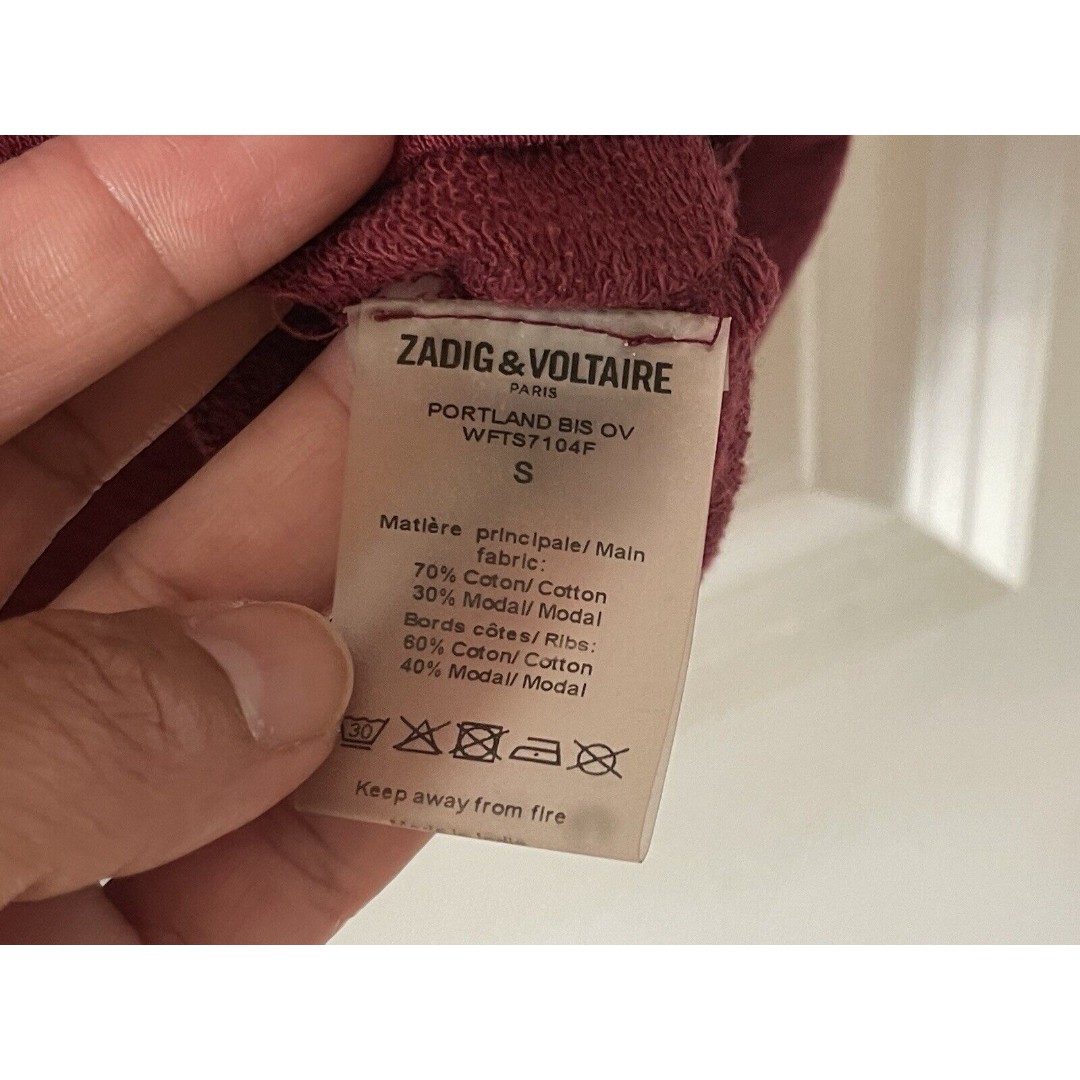 ZADIG & VOLTAIRE
PARIS
PORTLAND BIS OV
WFTS7104F
S
Matière principale/ Main
fabric:
70% Coton/ Cotton
30% Modal/ Modal
Bords côtes/ Ribs:
60% Coton/ Cotton
40% Modal/ Modal
30
Keep away from fire